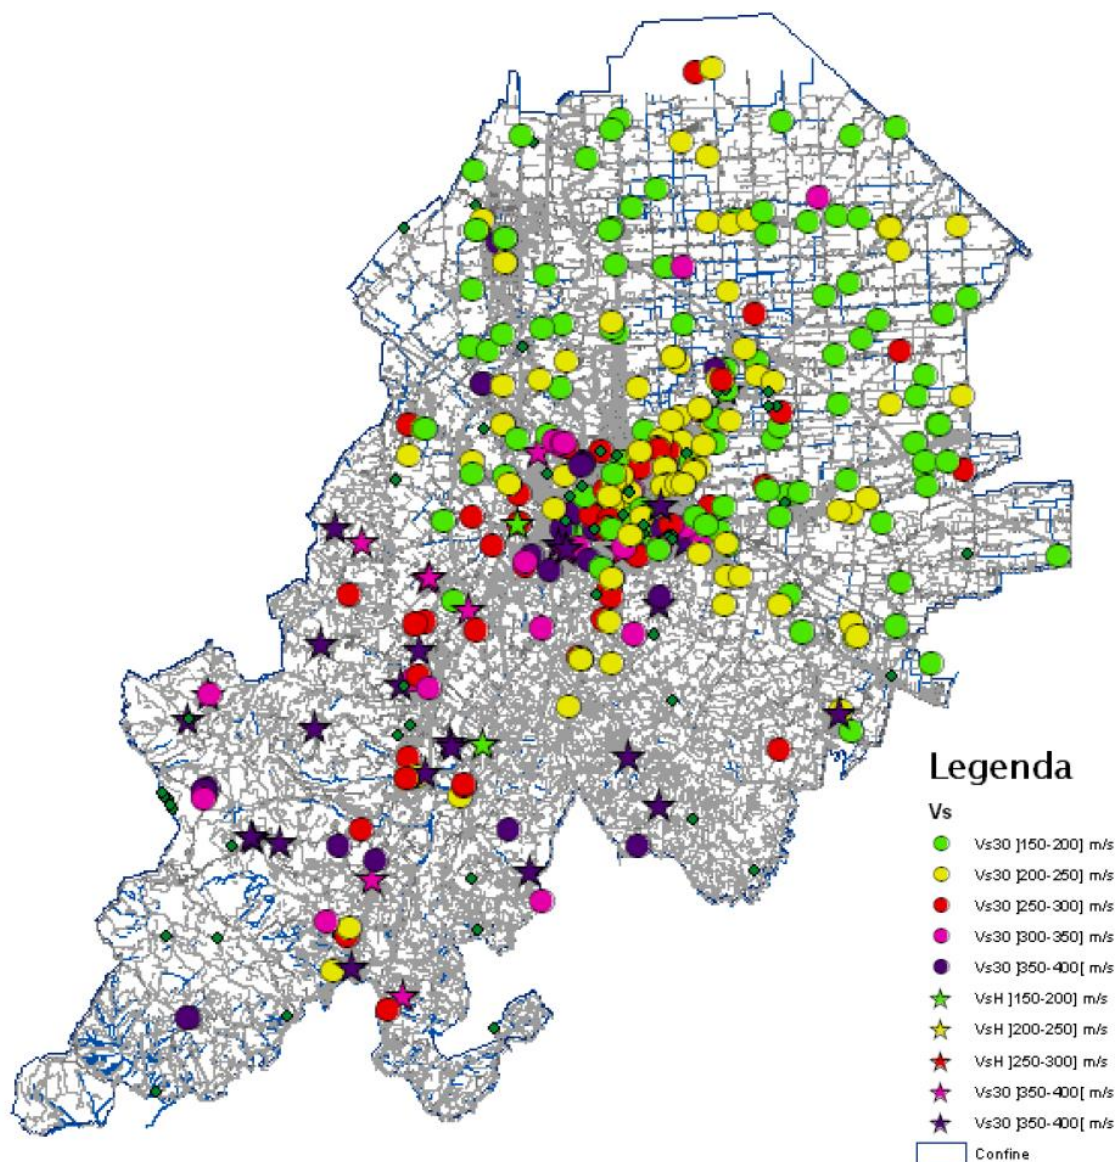 Legenda
Vs
Vs30 ]150-200] m/s
Vs30 ]200-250] m/s
Vs30 ]250-300] m/s
Vs30 ]300-350] m/s
Vs30 ]350-400[ m/s
VsH ]150-200] m/s
VsH ]200-250] m/s
VsH ]250-300] m/s
Vs30 ]350-400[ m/s
Vs30 ]350-400[ m/s
Confine